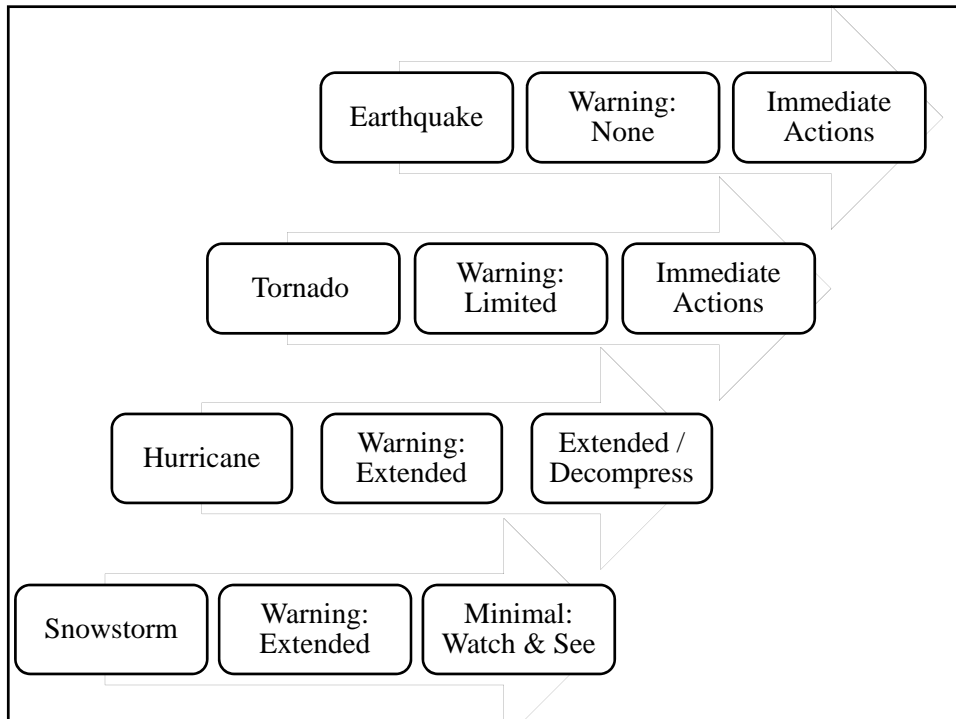 Earthquake
Warning:
None
Immediate
Actions
Tornado
Warning:
Limited
Immediate
Actions
Hurricane
Warning:
Extended
Extended /
Decompress
Snowstorm
Warning:
Extended
Minimal:
Watch & See